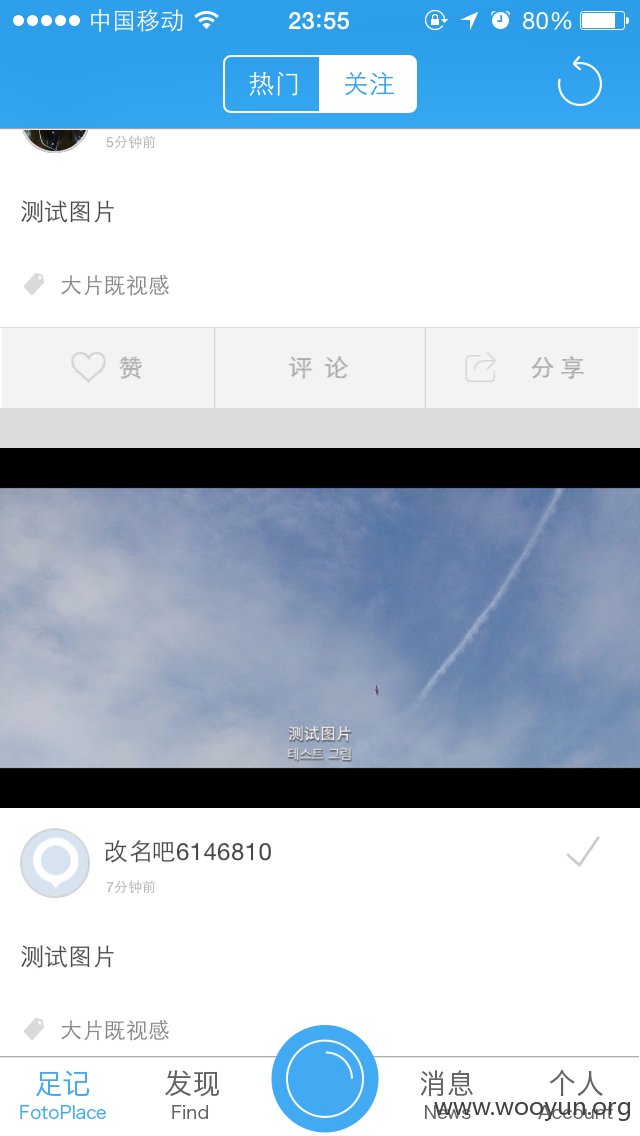 中国移动 23:55 80%
热门 关注
5分钟前
测试图片
大片既视感
赞 评论 分享
测试图片
테스트 그림
改名吧6146810
7分钟前
测试图片
大片既视感
足记 发现 消息 个人
FotoPlace Find News Account
www.wooyun.org